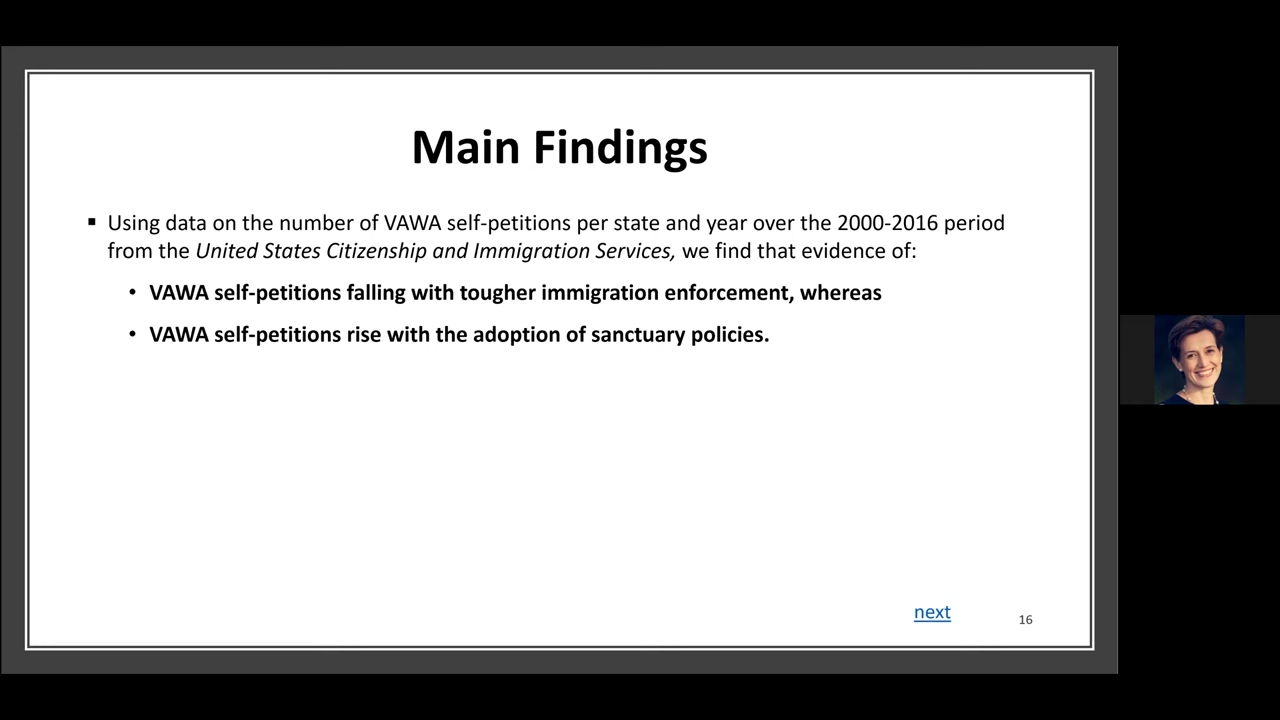 Main Findings
▪ Using data on the number of VAWA self-petitions per state and year over the 2000-2016 period
from the United States Citizenship and Immigration Services, we find that evidence of:
• VAWA self-petitions falling with tougher immigration enforcement, whereas
• VAWA self-petitions rise with the adoption of sanctuary policies.
next
16